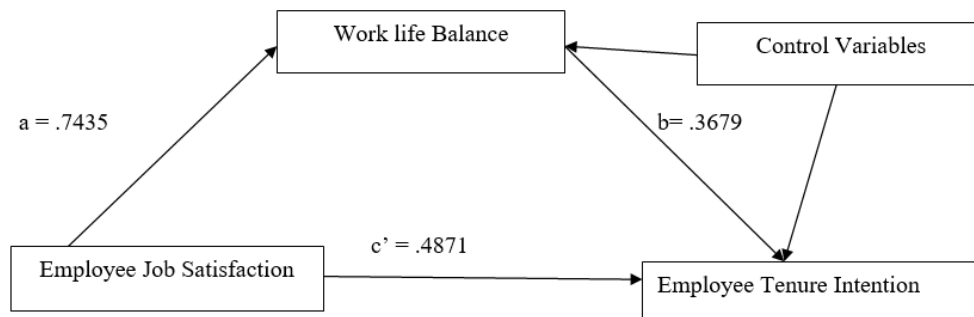 Work life Balance
Control Variables
a = .7435
b= .3679
c’ = .4871
Employee Job Satisfaction
Employee Tenure Intention